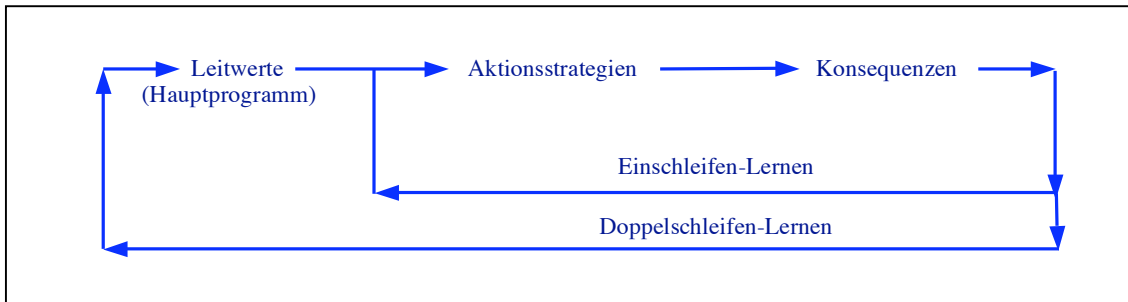 Leitwerte Aktionsstrategien Konsequenzen
(Hauptprogramm)
Einschleifen-Lernen
Doppelschleifen-Lernen